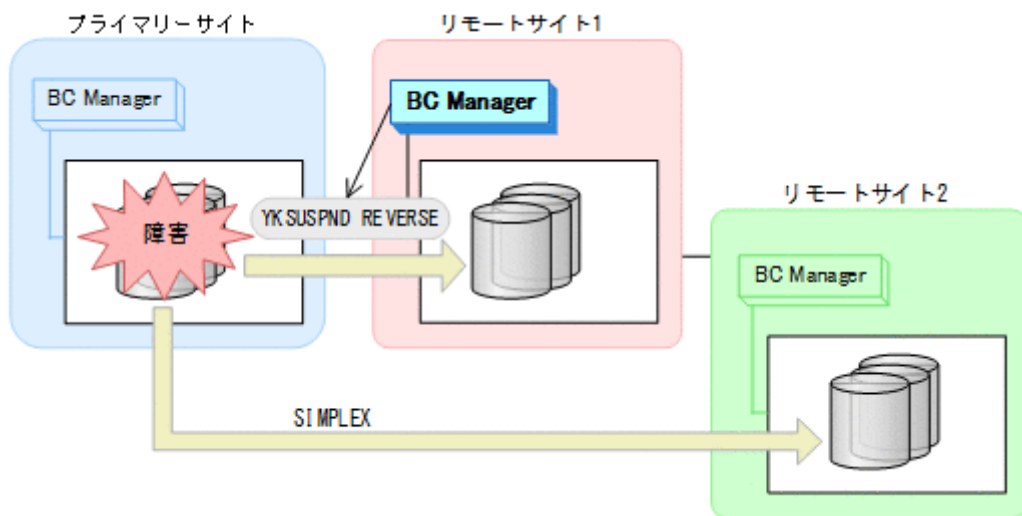 プライマリーサイト
リモートサイト1
BC Manager
BC Manager
障害
YKSUSPND REVERSE
リモートサイト2
BC Manager
SIMPLEX